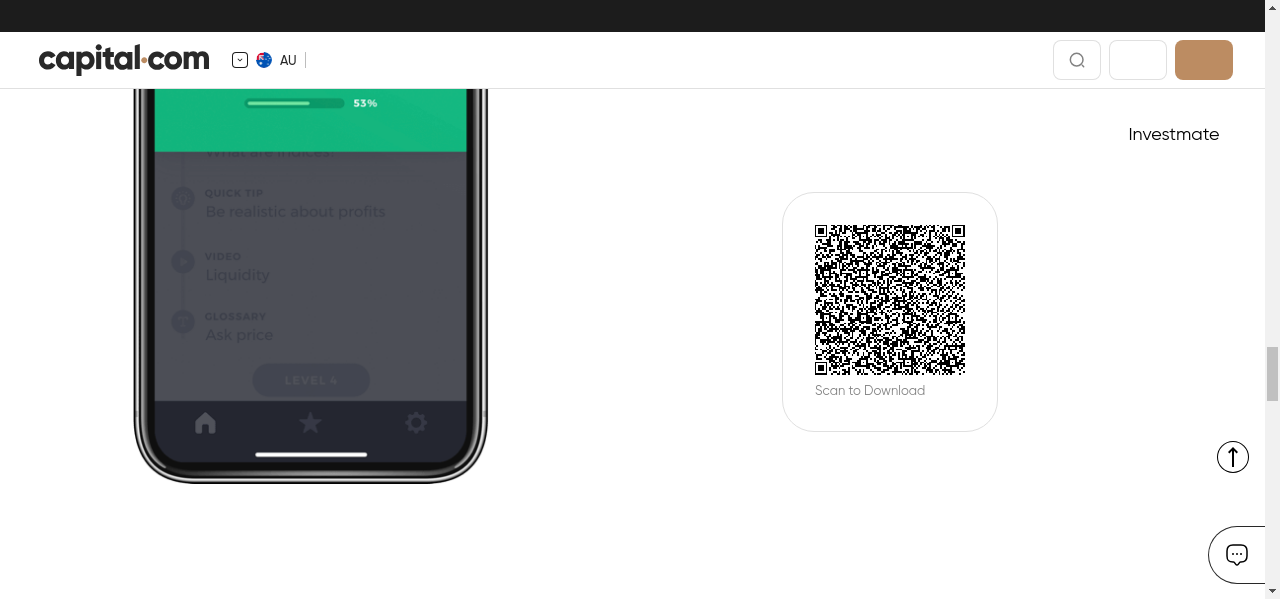 capital.com
AU
53%
Investmate
What are indices?
QUICK TIP
Be realistic about profits
VIDEO
Liquidity
GLOSSARY
Ask price
LEVEL 4
Scan to Download